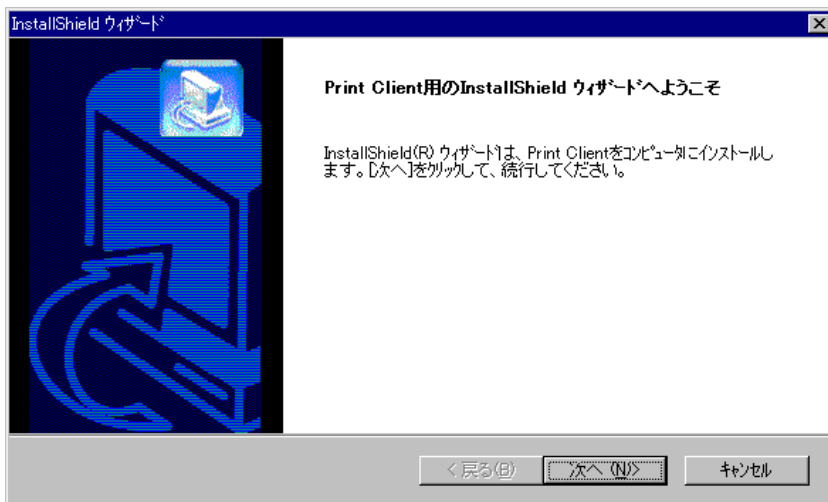 InstallShield ウィザード
Print Client用のInstallShield ウィザードへようこそ
InstallShield(R) ウィザードは、Print Clientをコンピュータにインストールし
ます。[次へ]をクリックして、続行してください。
< 戻る(B)
次へ (N)>
キャンセル